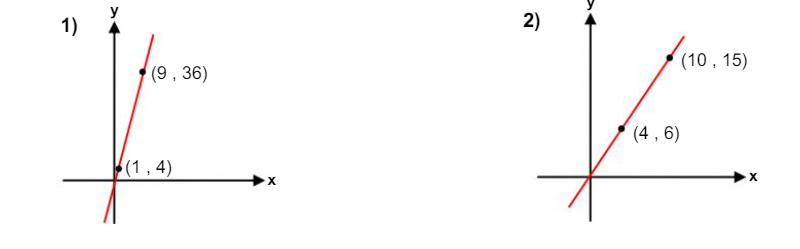 1)
y
(9 , 36)
(1 , 4)
x
2)
y
(10 , 15)
(4 , 6)
x